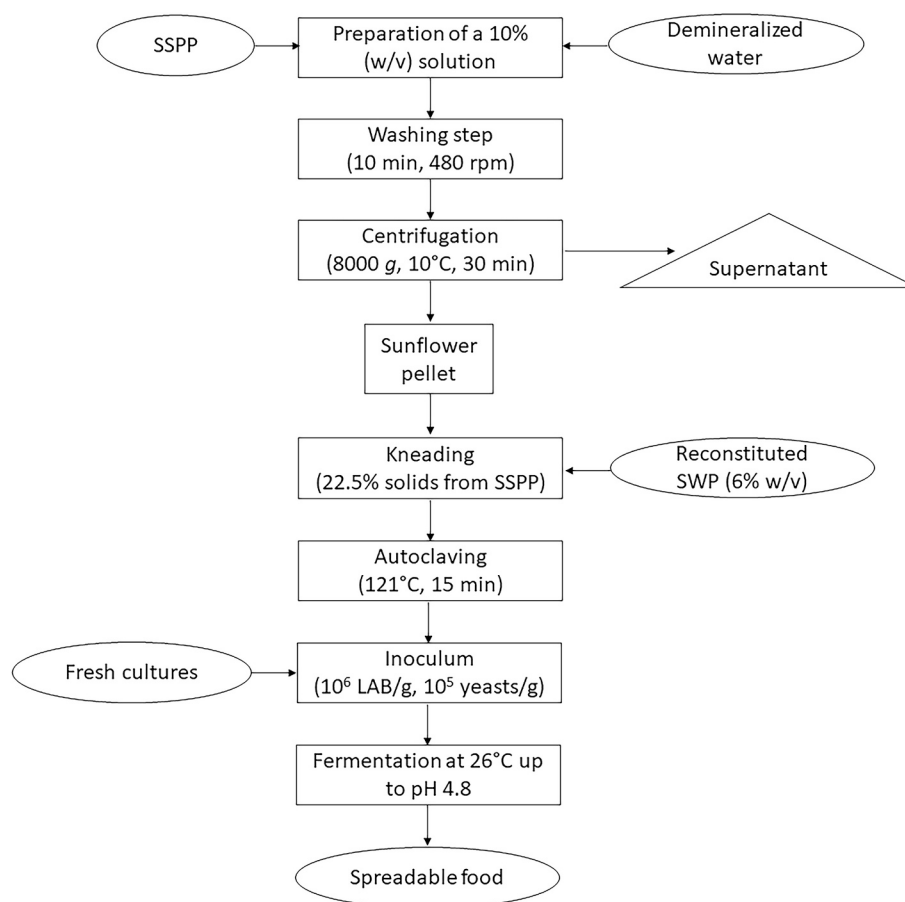 SSPP
Preparation of a 10%
(w/v) solution
Demineralized
water
Washing step
(10 min, 480 rpm)
Centrifugation
(8000 g, 10°C, 30 min)
Supernatant
Sunflower
pellet
Kneading
(22.5% solids from SSPP)
Reconstituted
SWP (6% w/v)
Autoclaving
(121°C, 15 min)
Fresh cultures
Inoculum
(10⁶ LAB/g, 10⁵ yeasts/g)
Fermentation at 26°C up
to pH 4.8
Spreadable food